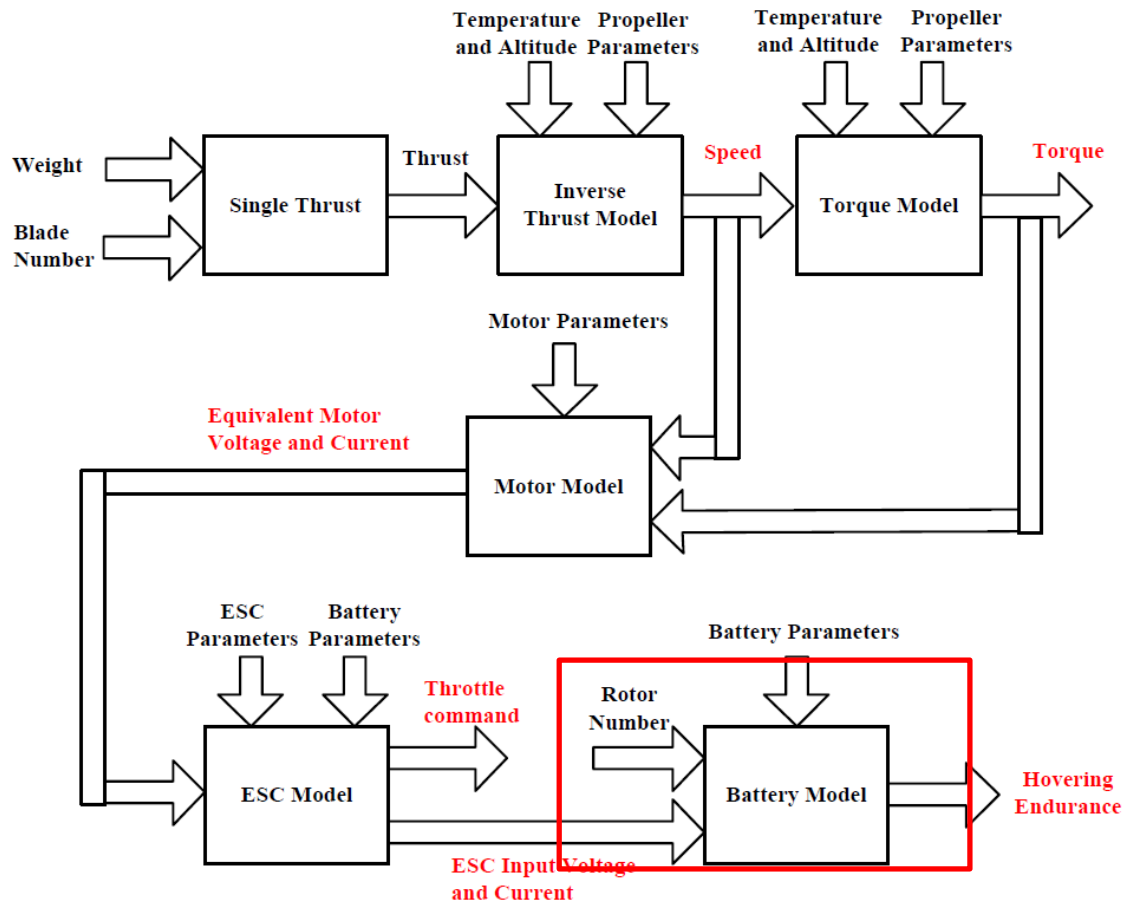 Temperature
and Altitude
Propeller
Parameters
Temperature
and Altitude
Propeller
Parameters
Weight
Blade
Number
Single Thrust
Thrust
Inverse
Thrust Model
Speed
Torque Model
Torque
Motor Parameters
Equivalent Motor
Voltage and Current
Motor Model
ESC
Parameters
Battery
Parameters
Battery Parameters
Throttle
command
Rotor
Number
ESC Model
Battery Model
Hovering
Endurance
ESC Input Voltage
and Current